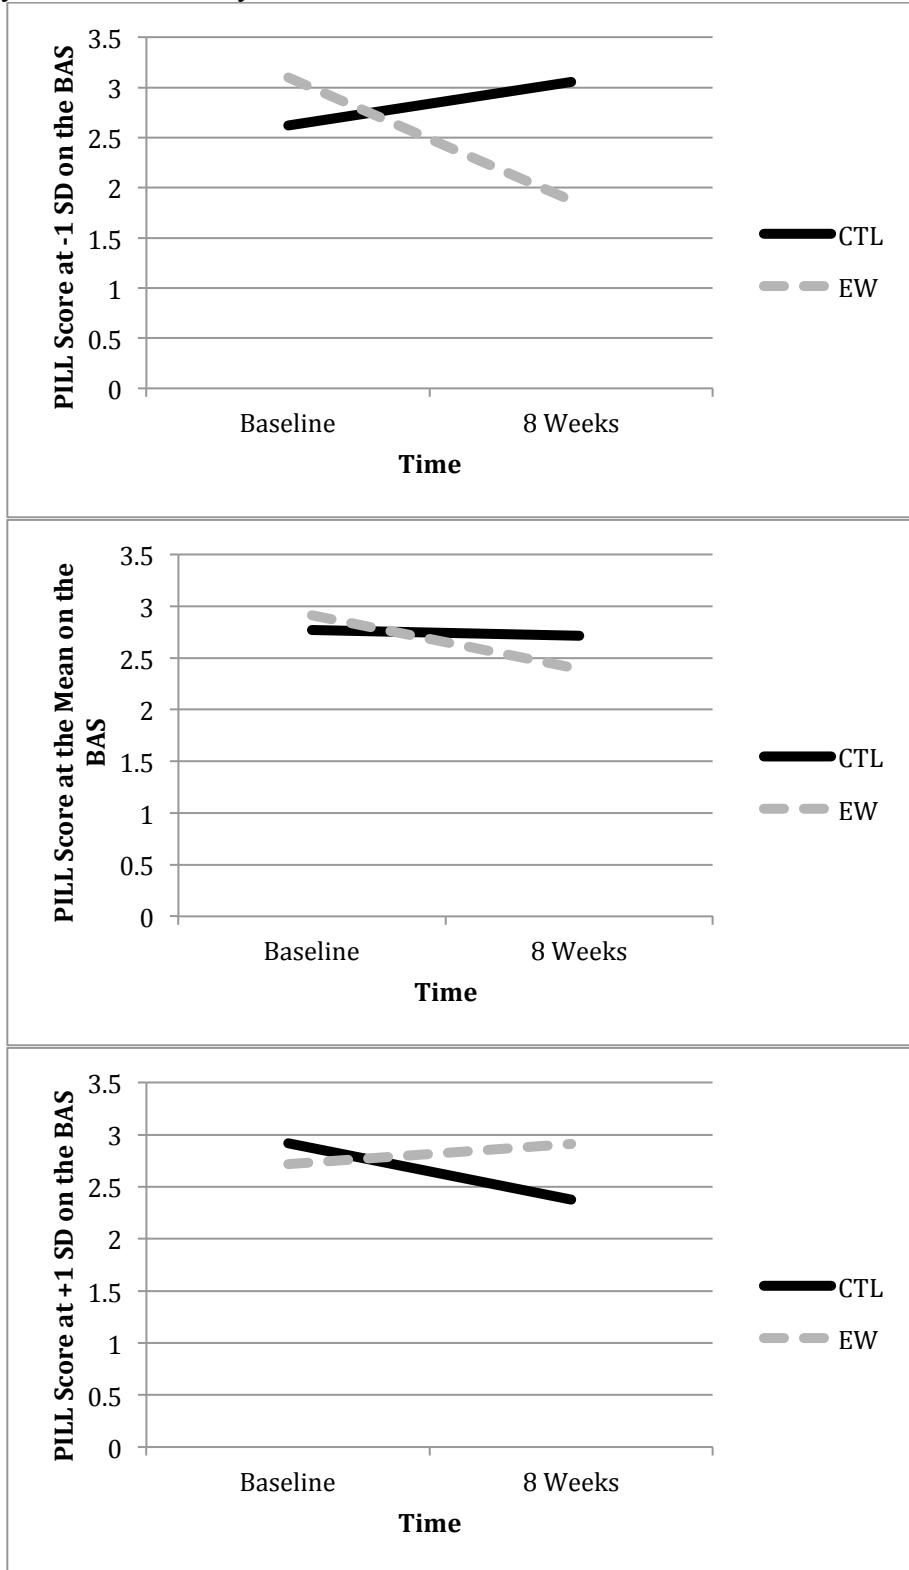 PILL Score at -1 SD on the BAS
3.5
3
2.5
2
1.5
1
0.5
0
Baseline
8 Weeks
Time
CTL
EW
PILL Score at the Mean on the
BAS
3.5
3
2.5
2
1.5
1
0.5
0
Baseline
8 Weeks
Time
CTL
EW
PILL Score at +1 SD on the BAS
3.5
3
2.5
2
1.5
1
0.5
0
Baseline
8 Weeks
Time
CTL
EW